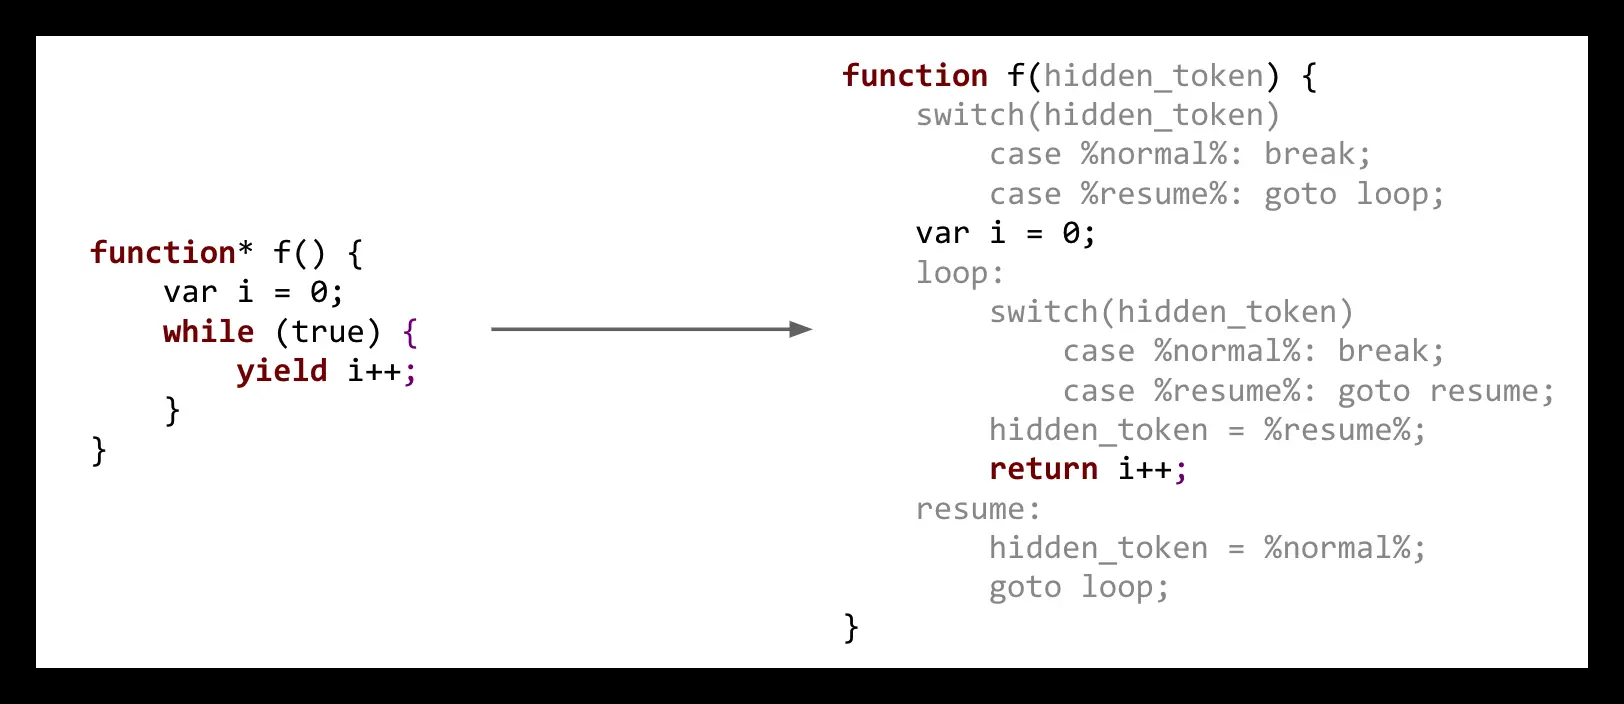 function* f() {
    var i = 0;
    while (true) {
        yield i++;
    }
}
function f(hidden_token) {
    switch(hidden_token)
        case %normal%: break;
        case %resume%: goto loop;
    var i = 0;
    loop:
        switch(hidden_token)
            case %normal%: break;
            case %resume%: goto resume;
        hidden_token = %resume%;
        return i++;
    resume:
        hidden_token = %normal%;
        goto loop;
}